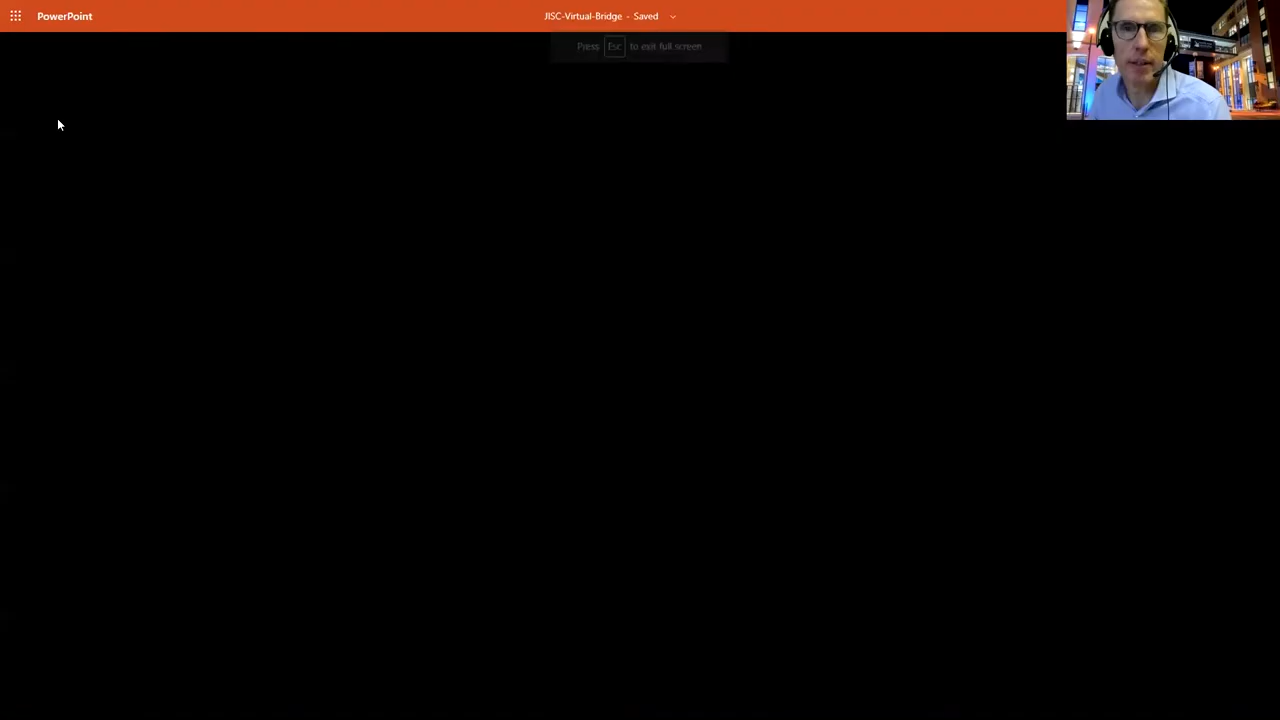 PowerPoint
JISC-Virtual-Bridge - Saved
Press Esc to exit full screen